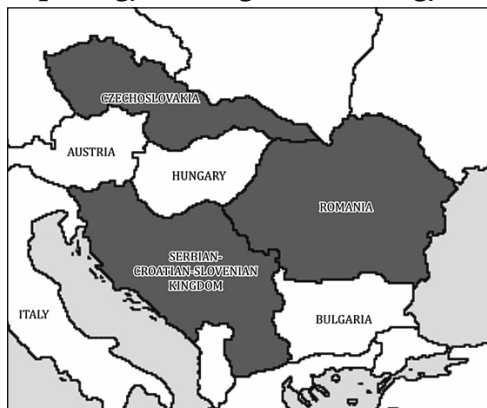 CZECHOSLOVAKIA
AUSTRIA
HUNGARY
ROMANIA
SERBIAN-
CROATIAN-SLOVENIAN
KINGDOM
ITALY
BULGARIA